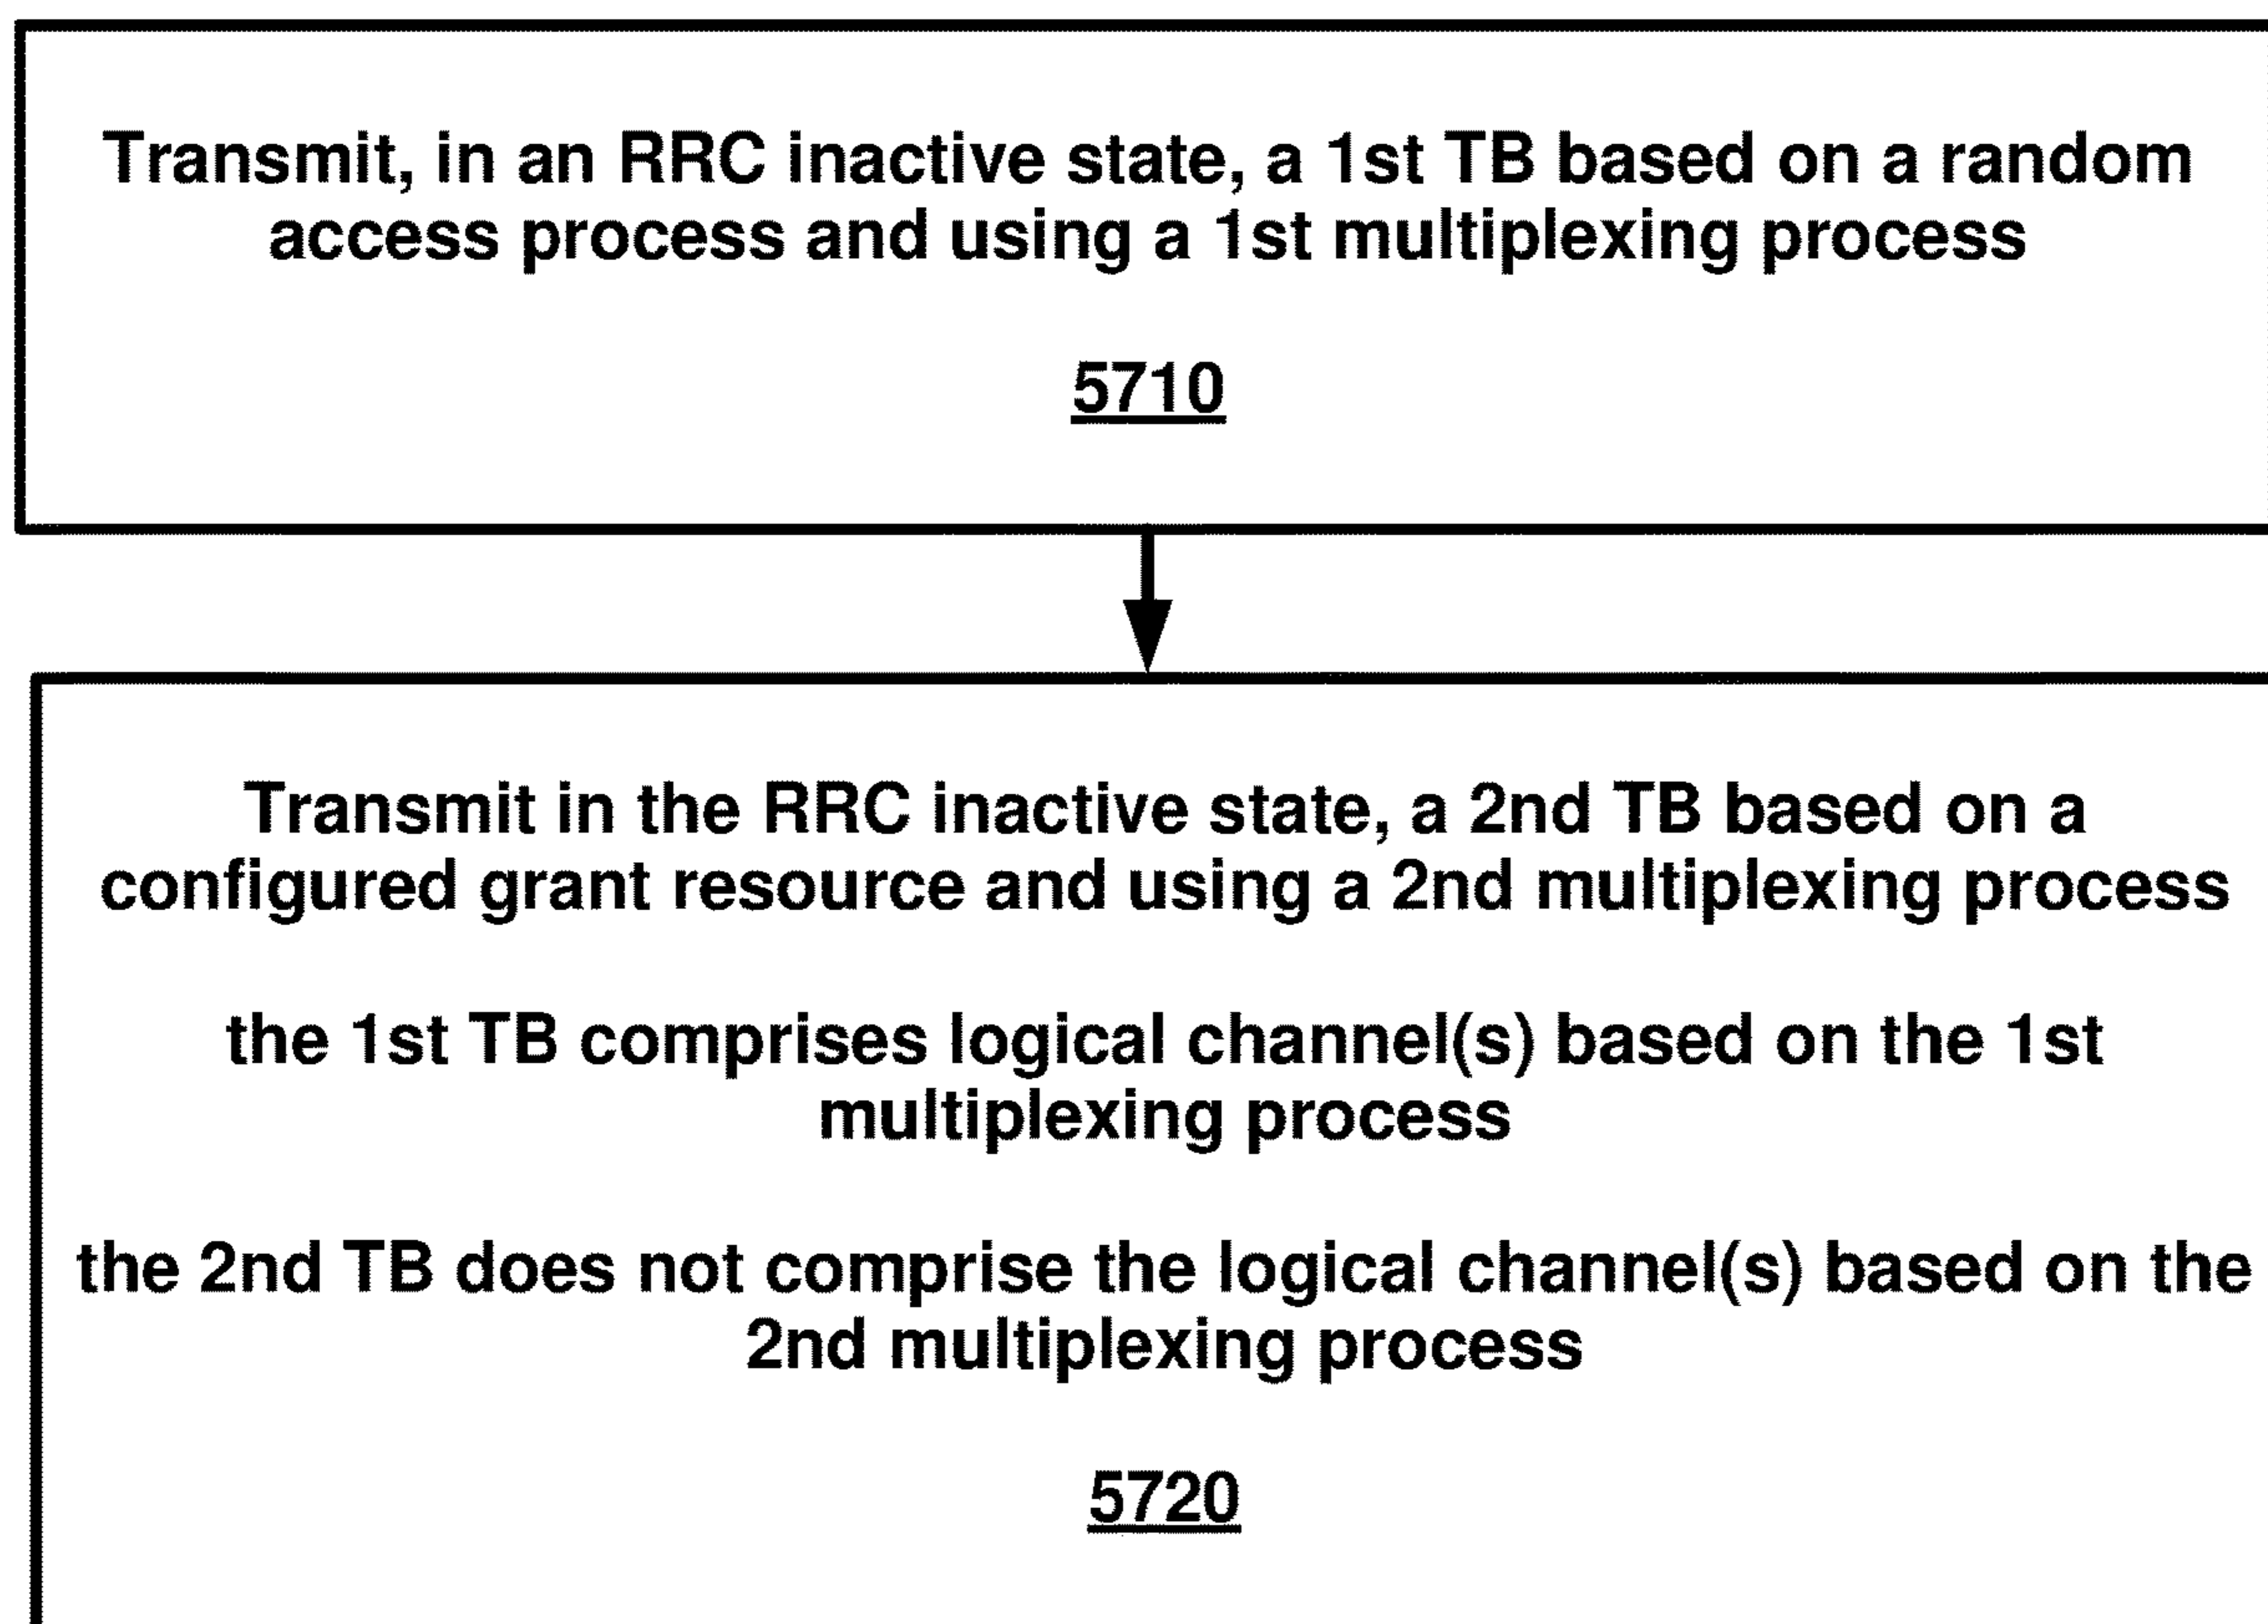 Transmit, in an RRC inactive state, a 1st TB based on a random
access process and using a 1st multiplexing process
5710
Transmit in the RRC inactive state, a 2nd TB based on a
configured grant resource and using a 2nd multiplexing process
the 1st TB comprises logical channel(s) based on the 1st
multiplexing process
the 2nd TB does not comprise the logical channel(s) based on the
2nd multiplexing process
5720